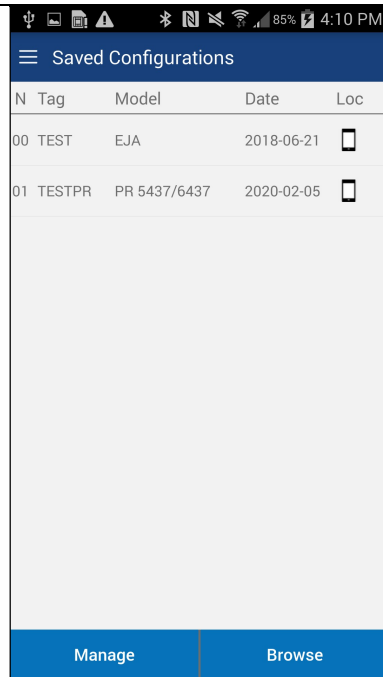 85% 4:10 PM
Saved Configurations
N Tag Model Date Loc
00 TEST EJA 2018-06-21
01 TESTPR PR 5437/6437 2020-02-05
Manage Browse